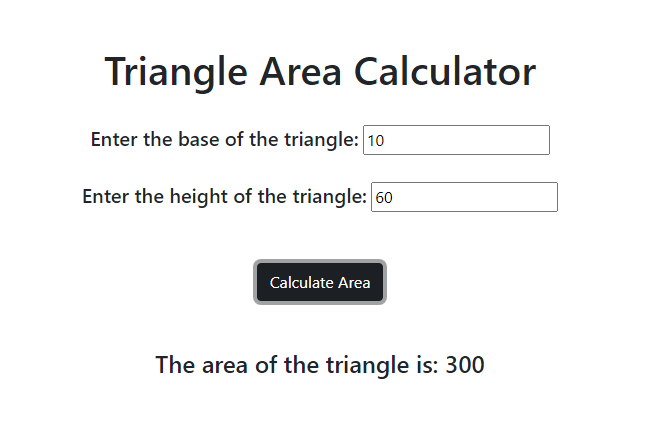 Triangle Area Calculator
Enter the base of the triangle: 10
Enter the height of the triangle: 60
Calculate Area
The area of the triangle is: 300